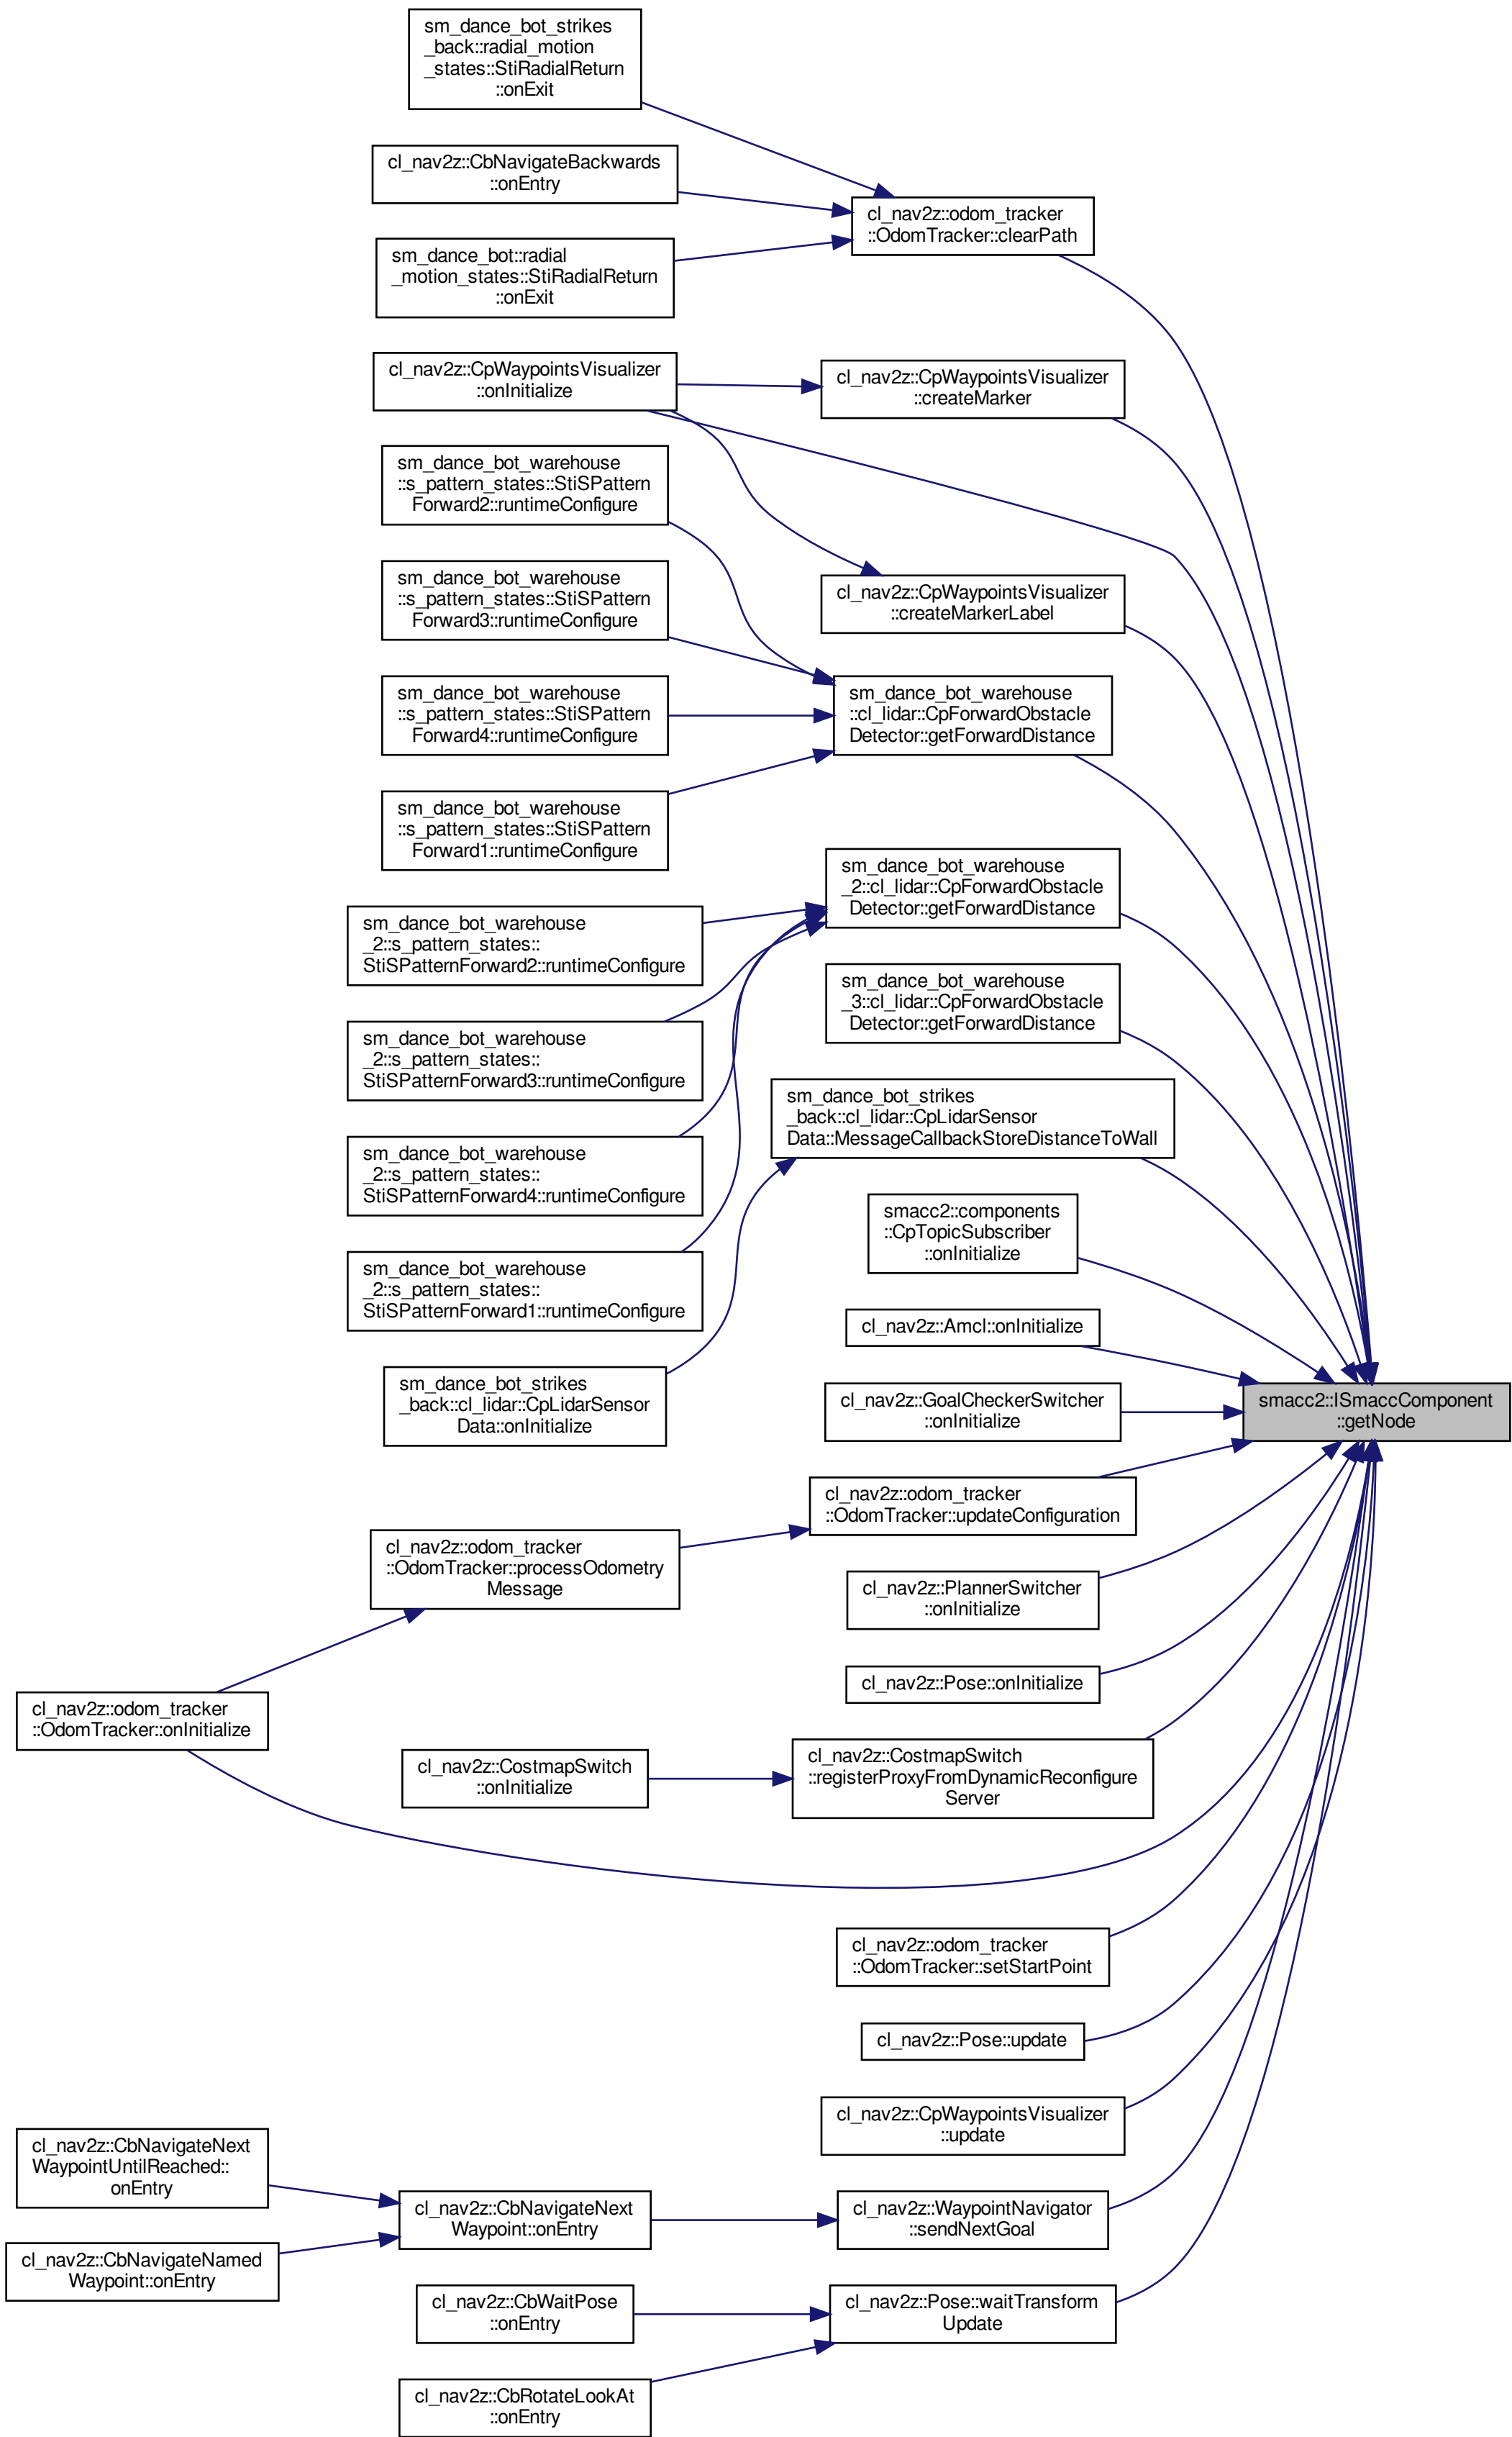 sm_dance_bot_strikes
_back::radial_motion
_states::StiRadialReturn
::onExit
cl_nav2z::CbNavigateBackwards
::onEntry
cl_nav2z::odom_tracker
::OdomTracker::clearPath
sm_dance_bot::radial
_motion_states::StiRadialReturn
::onExit
cl_nav2z::CpWaypointsVisualizer
::onInitialize
cl_nav2z::CpWaypointsVisualizer
::createMarker
sm_dance_bot_warehouse
::s_pattern_states::StiSPattern
Forward2::runtimeConfigure
sm_dance_bot_warehouse
::s_pattern_states::StiSPattern
Forward3::runtimeConfigure
cl_nav2z::CpWaypointsVisualizer
::createMarkerLabel
sm_dance_bot_warehouse
::s_pattern_states::StiSPattern
Forward4::runtimeConfigure
sm_dance_bot_warehouse
::cl_lidar::CpForwardObstacle
Detector::getForwardDistance
sm_dance_bot_warehouse
::s_pattern_states::StiSPattern
Forward1::runtimeConfigure
sm_dance_bot_warehouse
_2::cl_lidar::CpForwardObstacle
Detector::getForwardDistance
sm_dance_bot_warehouse
_2::s_pattern_states::
StiSPatternForward2::runtimeConfigure
sm_dance_bot_warehouse
_3::cl_lidar::CpForwardObstacle
Detector::getForwardDistance
sm_dance_bot_warehouse
_2::s_pattern_states::
StiSPatternForward3::runtimeConfigure
sm_dance_bot_strikes
_back::cl_lidar::CpLidarSensor
Data::MessageCallbackStoreDistanceToWall
sm_dance_bot_warehouse
_2::s_pattern_states::
StiSPatternForward4::runtimeConfigure
smacc2::components
::CpTopicSubscriber
::onInitialize
sm_dance_bot_warehouse
_2::s_pattern_states::
StiSPatternForward1::runtimeConfigure
cl_nav2z::Amcl::onInitialize
sm_dance_bot_strikes
_back::cl_lidar::CpLidarSensor
Data::onInitialize
cl_nav2z::GoalCheckerSwitcher
::onInitialize
smacc2::ISmaccComponent
::getNode
cl_nav2z::odom_tracker
::OdomTracker::updateConfiguration
cl_nav2z::odom_tracker
::OdomTracker::processOdometry
Message
cl_nav2z::PlannerSwitcher
::onInitialize
cl_nav2z::Pose::onInitialize
cl_nav2z::odom_tracker
::OdomTracker::onInitialize
cl_nav2z::CostmapSwitch
::onInitialize
cl_nav2z::CostmapSwitch
::registerProxyFromDynamicReconfigure
Server
cl_nav2z::odom_tracker
::OdomTracker::setStartPoint
cl_nav2z::Pose::update
cl_nav2z::CpWaypointsVisualizer
::update
cl_nav2z::CbNavigateNext
WaypointUntilReached::
onEntry
cl_nav2z::CbNavigateNext
Waypoint::onEntry
cl_nav2z::WaypointNavigator
::sendNextGoal
cl_nav2z::CbNavigateNamed
Waypoint::onEntry
cl_nav2z::CbWaitPose
::onEntry
cl_nav2z::Pose::waitTransform
Update
cl_nav2z::CbRotateLookAt
::onEntry